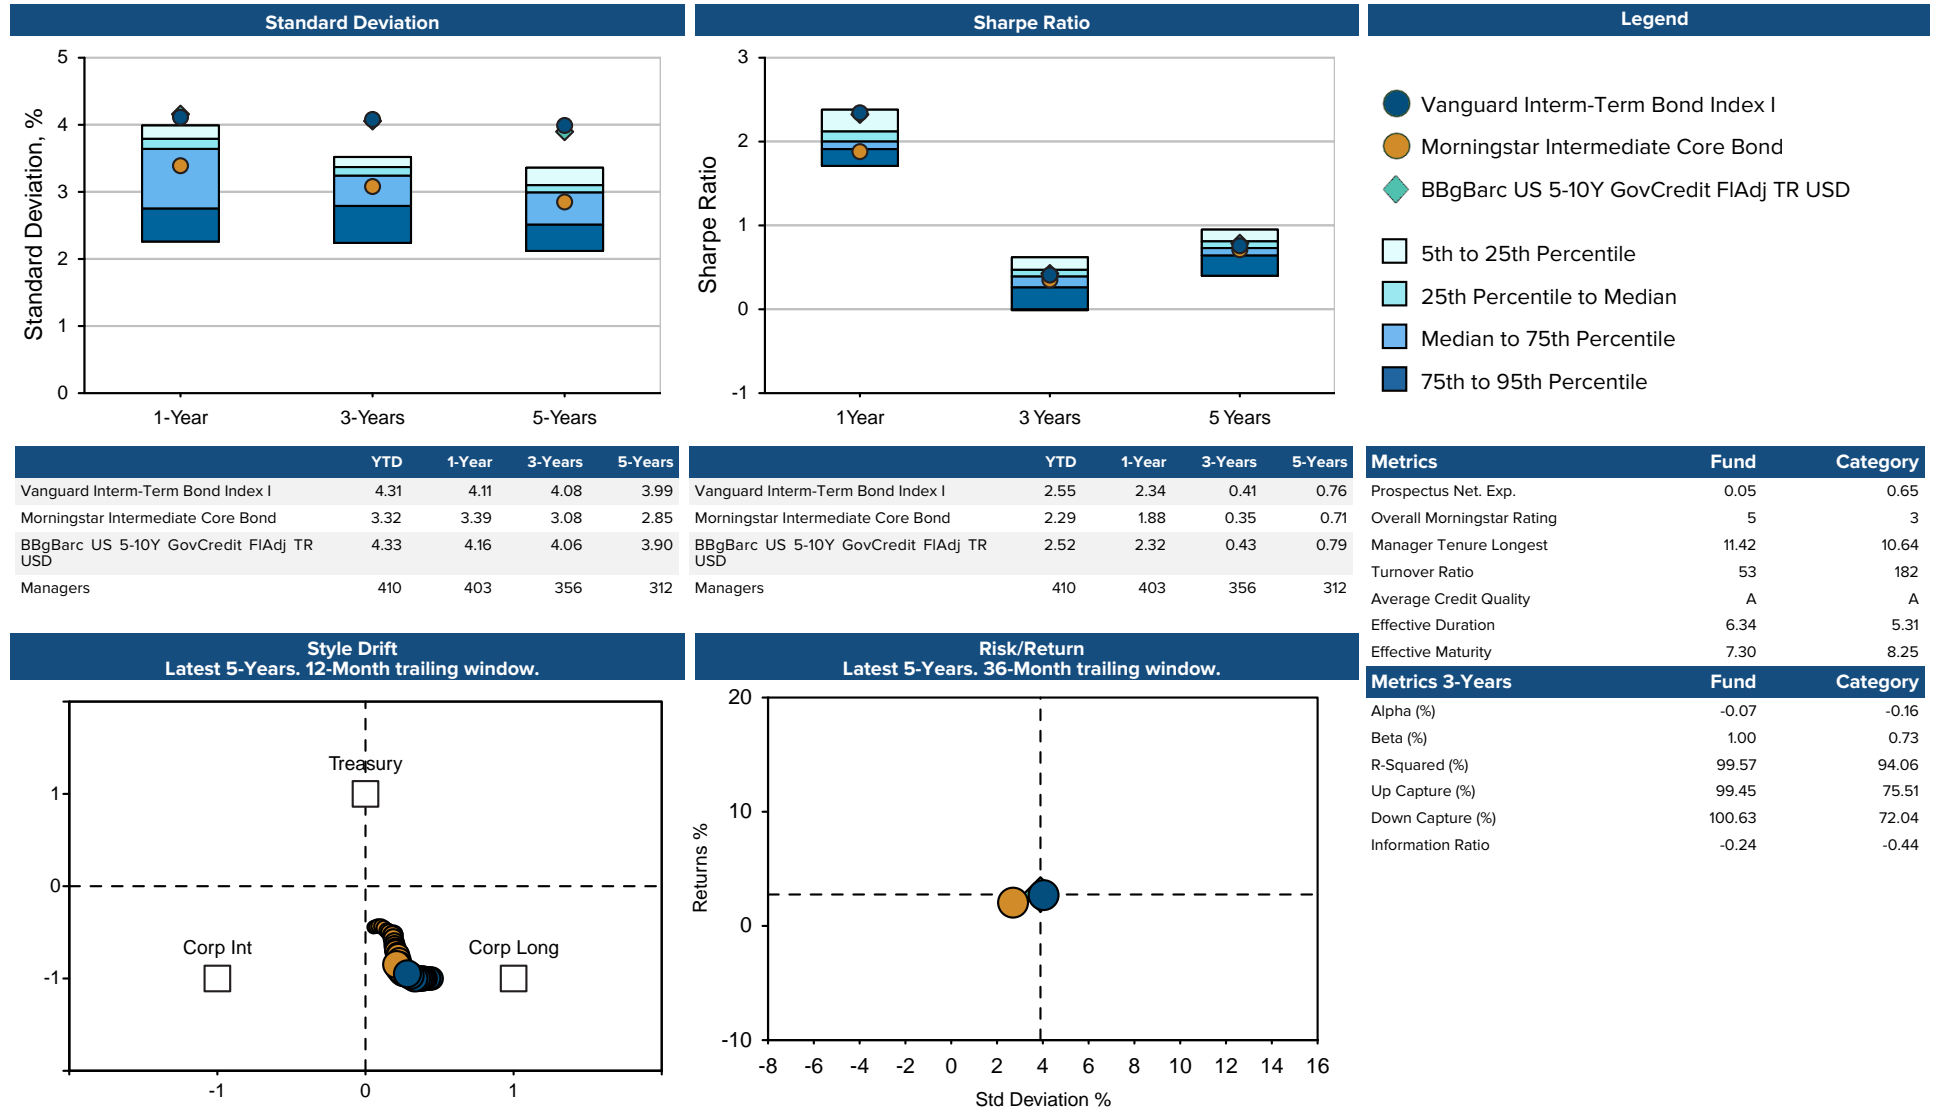 Standard Deviation
5
4
3
2
1
0
Standard Deviation, %
1-Year 3-Years 5-Years
Sharpe Ratio
3
2
1
0
-1
Sharpe Ratio
1Year 3 Years 5 Years
Legend
Vanguard Interm-Term Bond Index I
Morningstar Intermediate Core Bond
BBgBarc US 5-10Y GovCredit FlAdj TR USD
5th to 25th Percentile
25th Percentile to Median
Median to 75th Percentile
75th to 95th Percentile
YTD 1-Year 3-Years 5-Years
Vanguard Interm-Term Bond Index I 4.31 4.11 4.08 3.99
Morningstar Intermediate Core Bond 3.32 3.39 3.08 2.85
BBgBarc US 5-10Y GovCredit FlAdj TR 4.33 4.16 4.06 3.90
USD
Managers 410 403 356 312
YTD 1-Year 3-Years 5-Years
Vanguard Interm-Term Bond Index I 2.55 2.34 0.41 0.76
Morningstar Intermediate Core Bond 2.29 1.88 0.35 0.71
BBgBarc US 5-10Y GovCredit FlAdj TR 2.52 2.32 0.43 0.79
USD
Managers 410 403 356 312
Metrics Fund Category
Prospectus Net. Exp. 0.05 0.65
Overall Morningstar Rating 5 3
Manager Tenure Longest 11.42 10.64
Turnover Ratio 53 182
Average Credit Quality A A
Effective Duration 6.34 5.31
Effective Maturity 7.30 8.25
Metrics 3-Years Fund Category
Alpha (%) -0.07 -0.16
Beta (%) 1.00 0.73
R-Squared (%) 99.57 94.06
Up Capture (%) 99.45 75.51
Down Capture (%) 100.63 72.04
Information Ratio -0.24 -0.44
Style Drift
Latest 5-Years. 12-Month trailing window.
Treasury
1
0
Corp Int Corp Long
-1
-1 0 1
Risk/Return
Latest 5-Years. 36-Month trailing window.
20
10
0
-10
Returns %
-8 -6 -4 -2 0 2 4 6 8 10 12 14 16
Std Deviation %